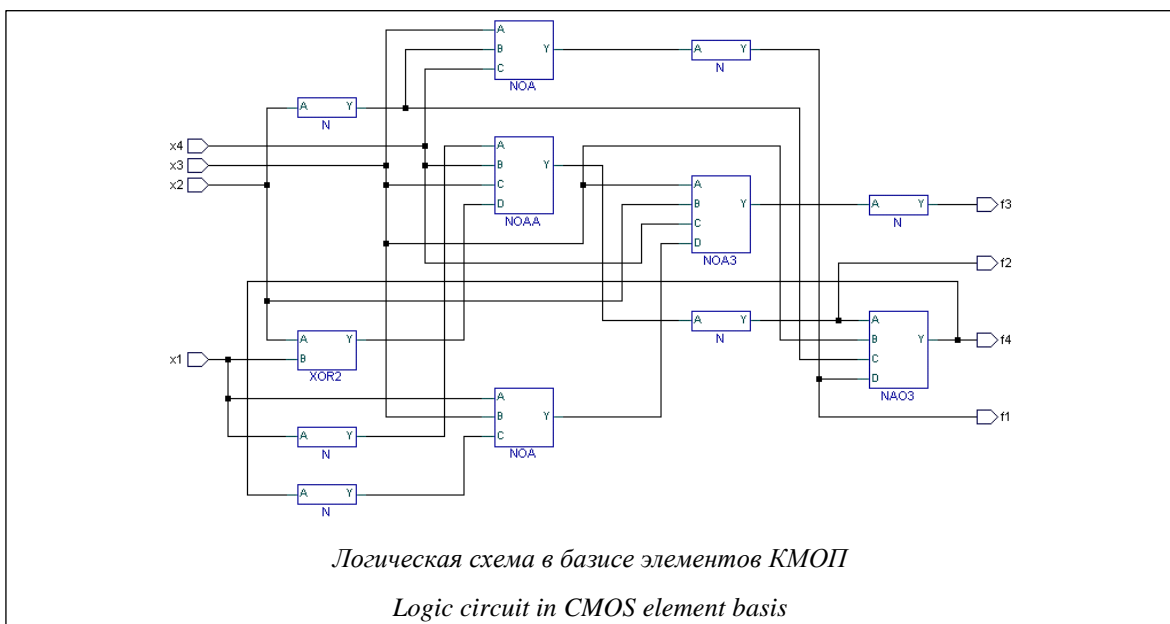 A
B
C
Y
NOA
A Y
N
A Y
N
x4
x3
x2
A
B
C
D
Y
NOAA
A
B
C
D
Y
NOA3
A Y
N
f3
f2
A Y
N
A
B
C
D
Y
NAO3
f4
f1
x1
A
B
Y
XOR2
A
B
C
Y
NOA
A Y
N
A Y
N
Логическая схема в базисе элементов КМОП
Logic circuit in CMOS element basis